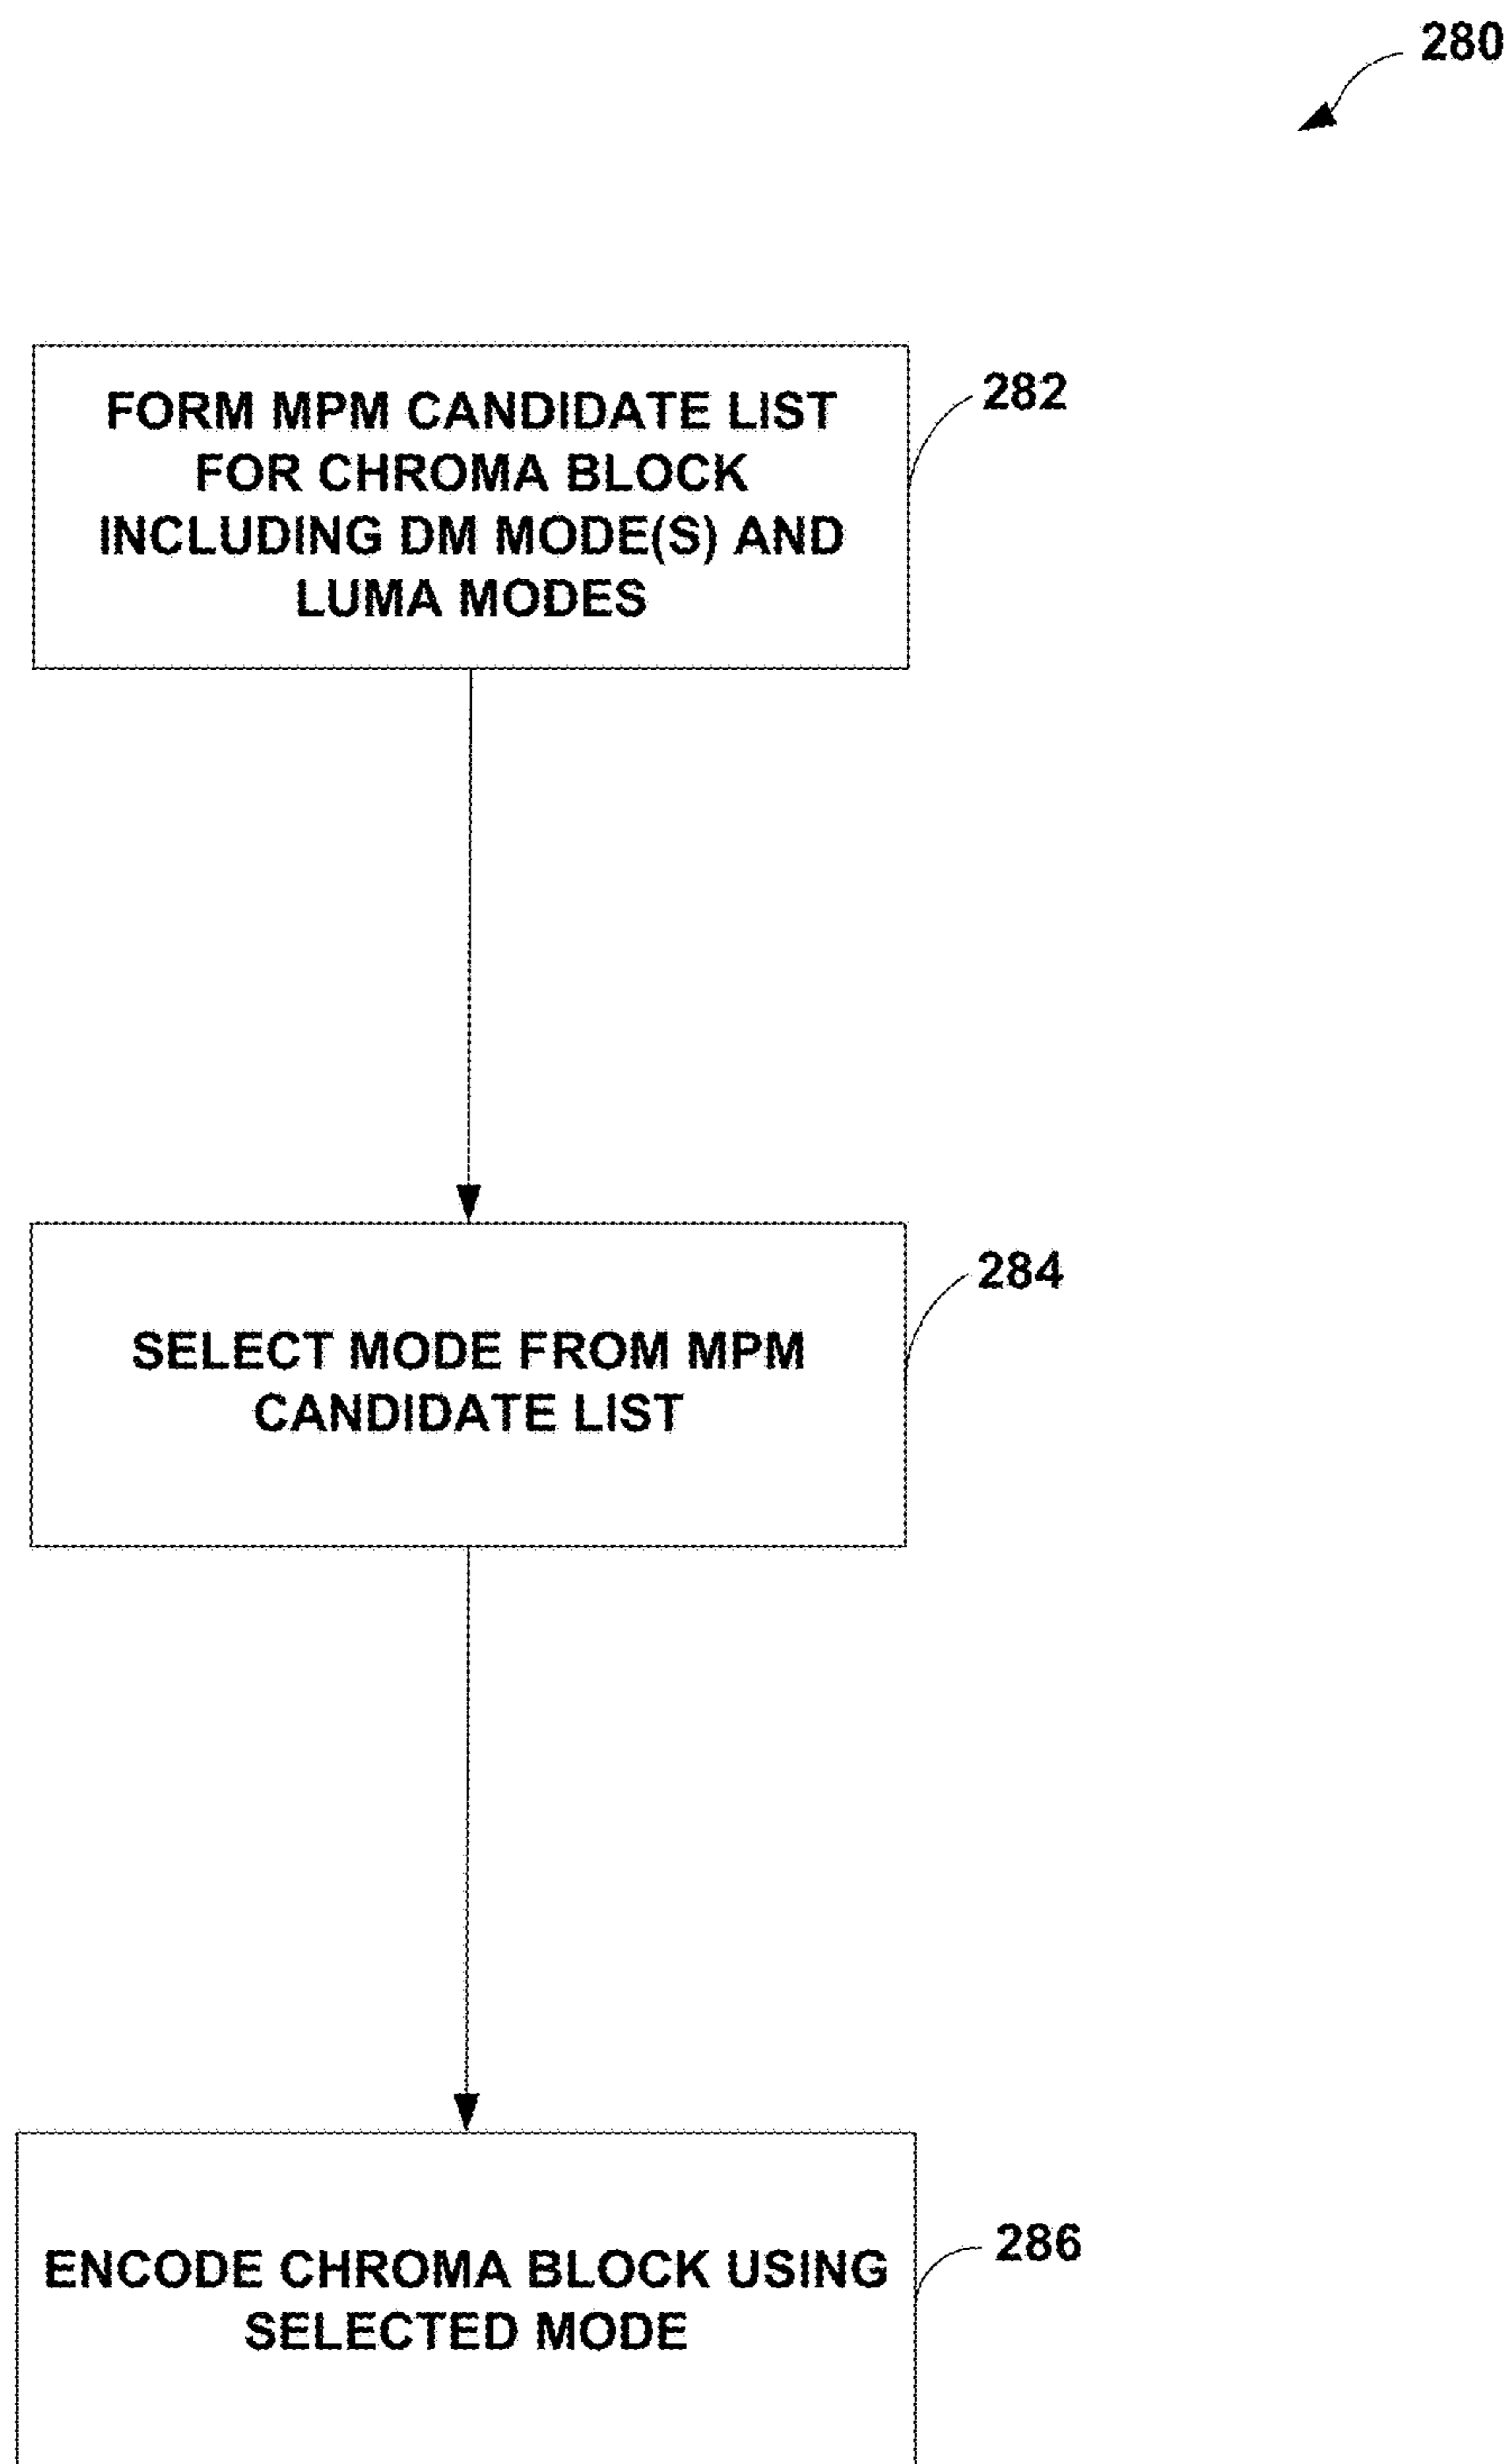 280
FORM MPM CANDIDATE LIST
FOR CHROMA BLOCK
INCLUDING DM MODE(S) AND
LUMA MODES
282
SELECT MODE FROM MPM
CANDIDATE LIST
284
ENCODE CHROMA BLOCK USING
SELECTED MODE
286